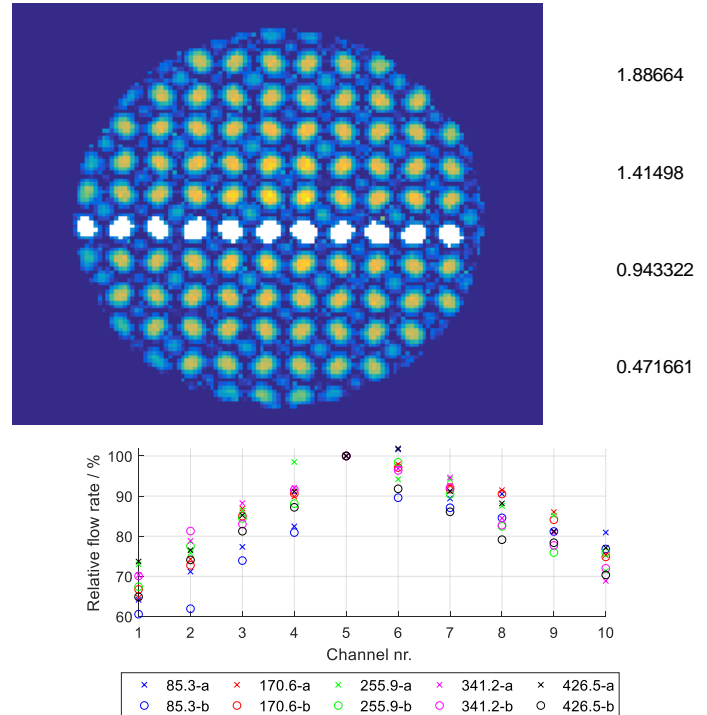 1.88664
1.41498
0.943322
0.471661
Relative flow rate / %
100
90
80
70
60
1 2 3 4 5 6 7 8 9 10
Channel nr.
85.3-a 170.6-a 255.9-a 341.2-a 426.5-a
85.3-b 170.6-b 255.9-b 341.2-b 426.5-b